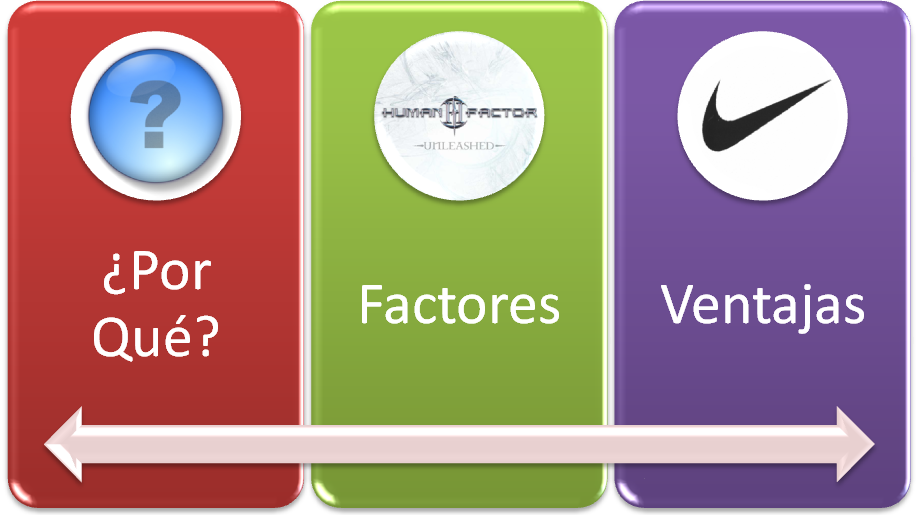 ?
HUMAN FACTOR
UNLEASHED
¿Por
Qué?
Factores
Ventajas